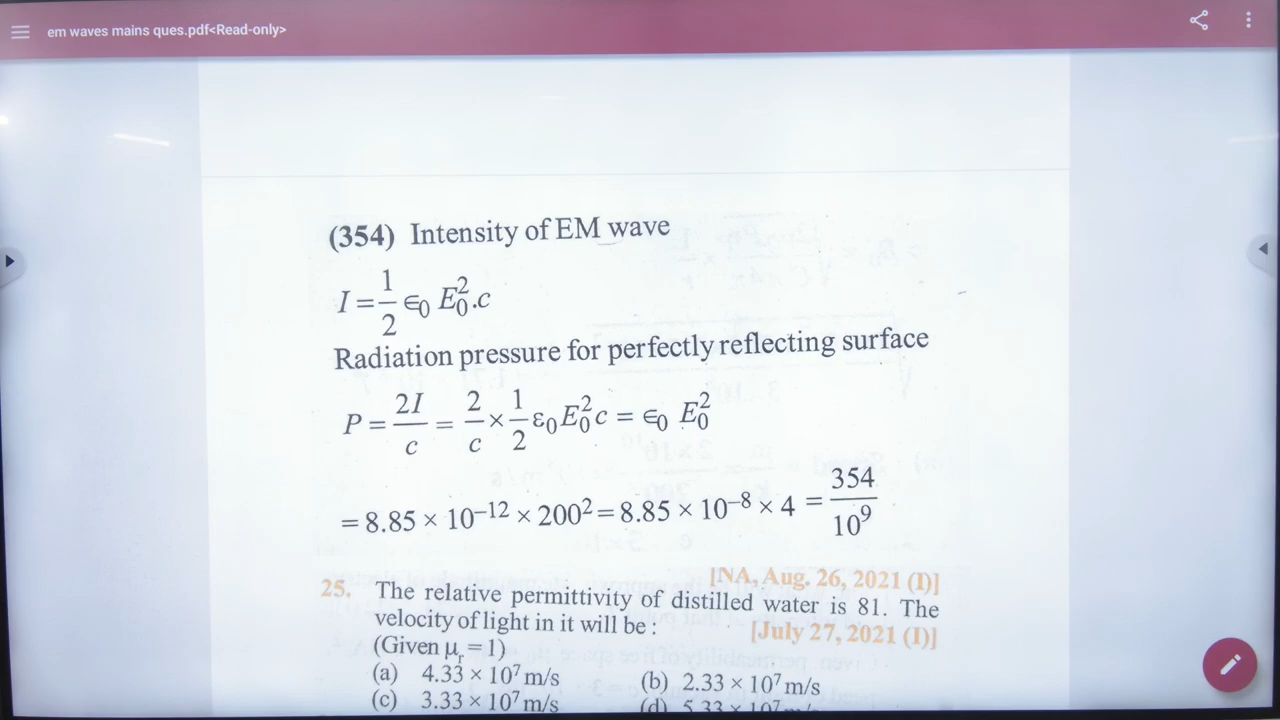 em waves mains ques.pdf<Read-only>
(354) Intensity of EM wave
I = 1/2 ∈₀ E₀².c
Radiation pressure for perfectly reflecting surface
P = 2I/c = 2/c × 1/2 ε₀E₀²c = ∈₀ E₀²
= 8.85 × 10⁻¹² × 200² = 8.85 × 10⁻⁸ × 4 = 354/10⁹
[NA, Aug. 26, 2021 (I)]
25. The relative permittivity of distilled water is 81. The
velocity of light in it will be : [July 27, 2021 (I)]
(Given μᵣ = 1)
(a) 4.33 × 10⁷ m/s (b) 2.33 × 10⁷ m/s
(c) 3.33 × 10⁷ m/s (d) 5.33 × 10⁷ m/s